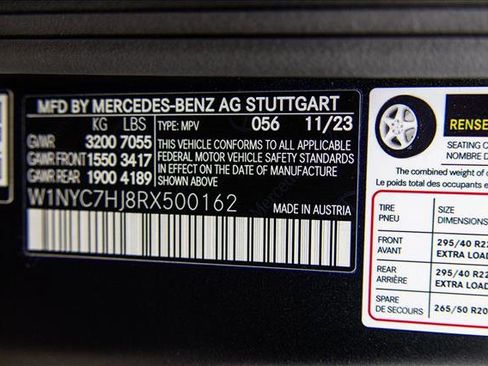 MFD BY MERCEDES-BENZ AG STUTTGART
KG LBS TYPE: MPV 056 11/23
GVWR 3200 7055
GAWR FRONT 1550 3417
GAWR REAR 1900 4189
THIS VEHICLE CONFORMS TO ALL APPLICABLE
FEDERAL MOTOR VEHICLE SAFETY STANDARDS
IN EFFECT ON THE DATE OF MANUFACTURE
SHOWN ABOVE.
W1NYC7HJ8RX500162 MADE IN AUSTRIA
RENSE
SEATING C
NOMBRE D
The combined weight of
Le poids total des occupants e
TIRE SIZE
PNEU DIMENSIONS
FRONT 295/40 R22
AVANT EXTRA LOAD
REAR 295/40 R22
ARRIÈRE EXTRA LOAD
SPARE 265/50 R20
DE SECOURS